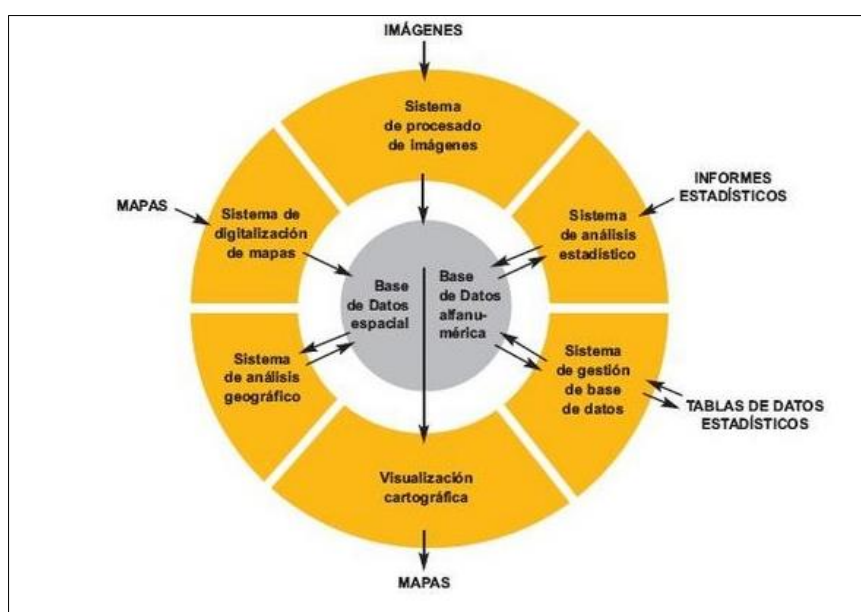 IMÁGENES
Sistema
de procesado
de imágenes
MAPAS
Sistema de
digitalización
de mapas
INFORMES
ESTADÍSTICOS
Sistema
de análisis
estadístico
Base
de Datos
espacial
Base
de Datos
alfanu-
mérica
Sistema
de análisis
geográfico
Sistema
de gestión
de base
de datos
TABLAS DE DATOS
ESTADÍSTICOS
Visualización
cartográfica
MAPAS